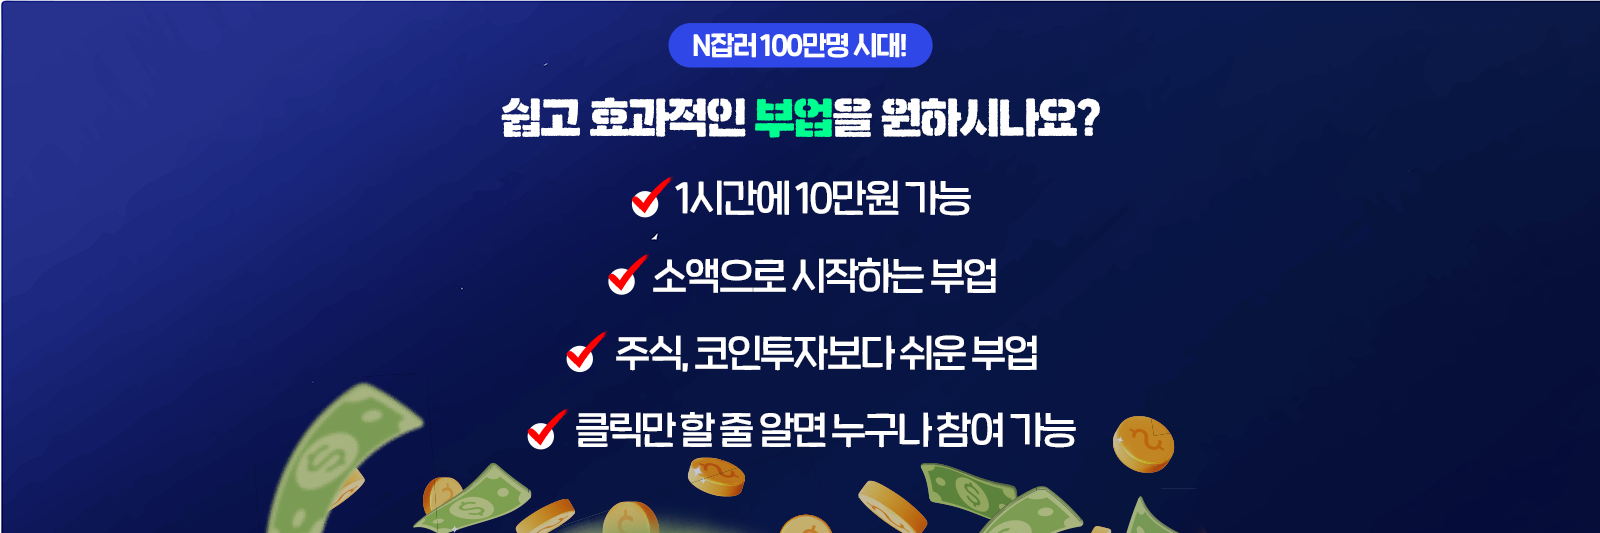 N잡러 100만명 시대!
쉽고 효과적인 부업을 원하시나요?
1시간에 10만원 가능
소액으로 시작하는 부업
주식, 코인투자보다 쉬운 부업
클릭만 할 줄 알면 누구나 참여 가능